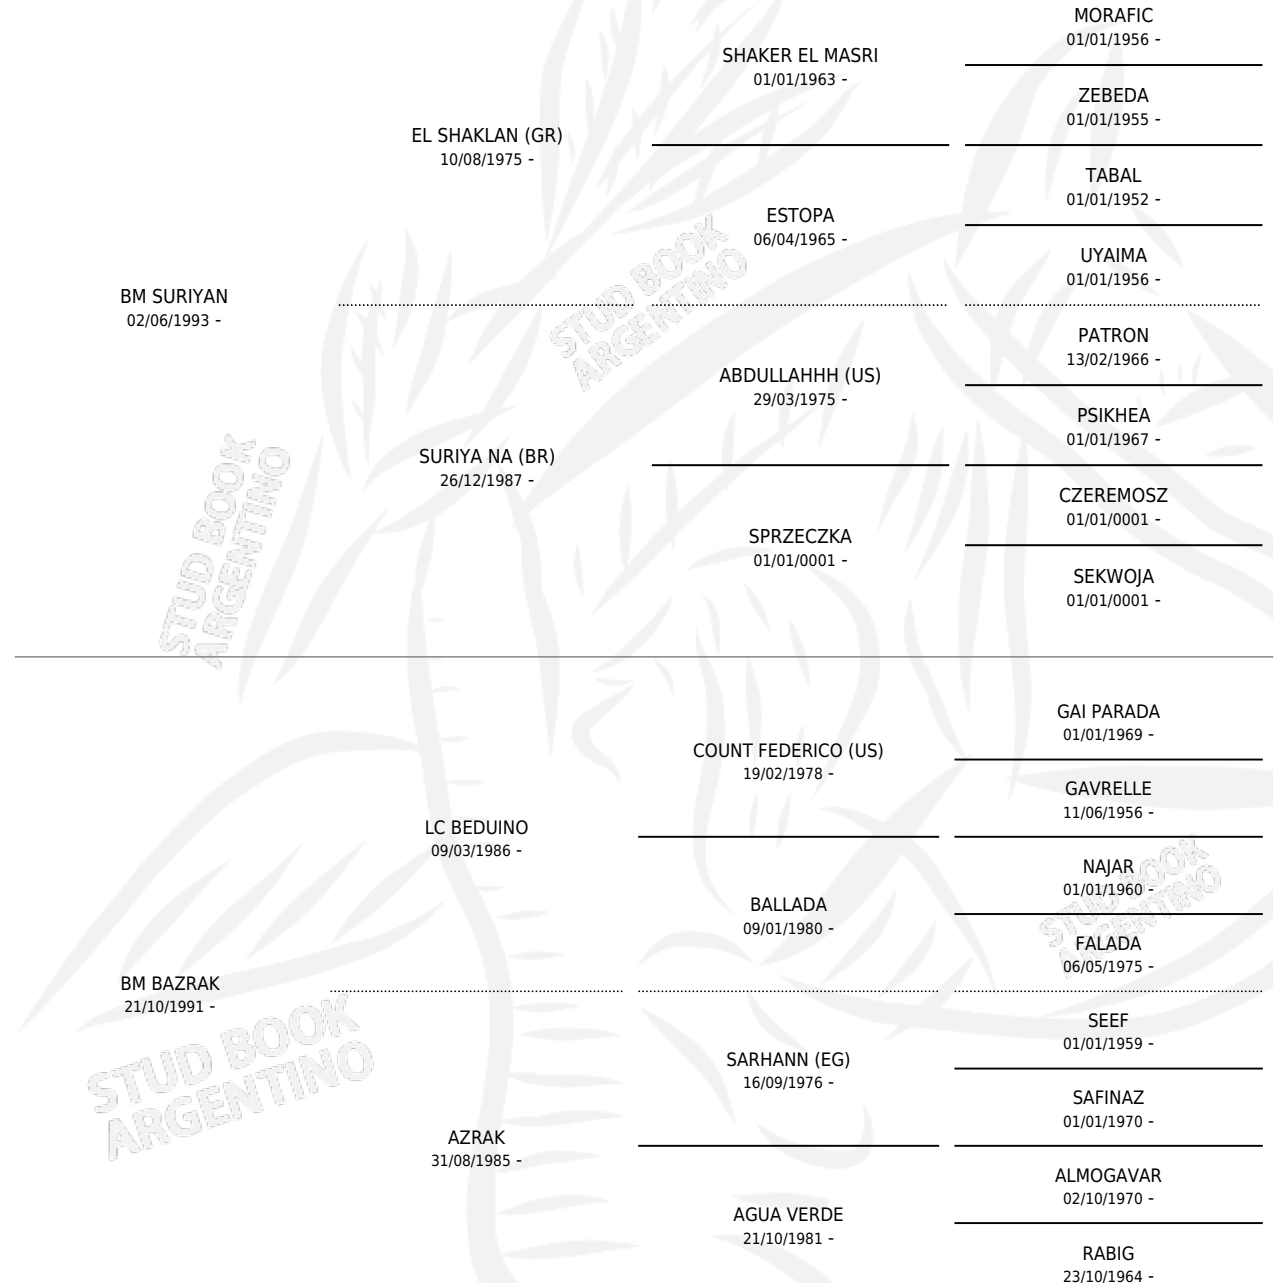 MORAFIC
01/01/1956 -
SHAKER EL MASRI
01/01/1963 -
ZEBEDA
01/01/1955 -
EL SHAKLAN (GR)
10/08/1975 -
TABAL
01/01/1952 -
ESTOPA
06/04/1965 -
UYAIMA
01/01/1956 -
BM SURIYAN
02/06/1993 -
PATRON
13/02/1966 -
ABDULLAHHH (US)
29/03/1975 -
PSIKHEA
01/01/1967 -
SURIYA NA (BR)
26/12/1987 -
CZEREMOSZ
01/01/0001 -
SPRZECZKA
01/01/0001 -
SEKWOJA
01/01/0001 -
GAI PARADA
01/01/1969 -
COUNT FEDERICO (US)
19/02/1978 -
GAVRELLE
11/06/1956 -
LC BEDUINO
09/03/1986 -
NAJAR
01/01/1960 -
BALLADA
09/01/1980 -
FALADA
06/05/1975 -
BM BAZRAK
21/10/1991 -
SEEF
01/01/1959 -
SARHANN (EG)
16/09/1976 -
SAFINAZ
01/01/1970 -
AZRAK
31/08/1985 -
ALMOGAVAR
02/10/1970 -
AGUA VERDE
21/10/1981 -
RABIG
23/10/1964 -
STUD BOOK
ARGENTINO
STUD BOOK
ARGENTINO
STUD BOOK
ARGENTINO
STUD BOOK
ARGENTINO